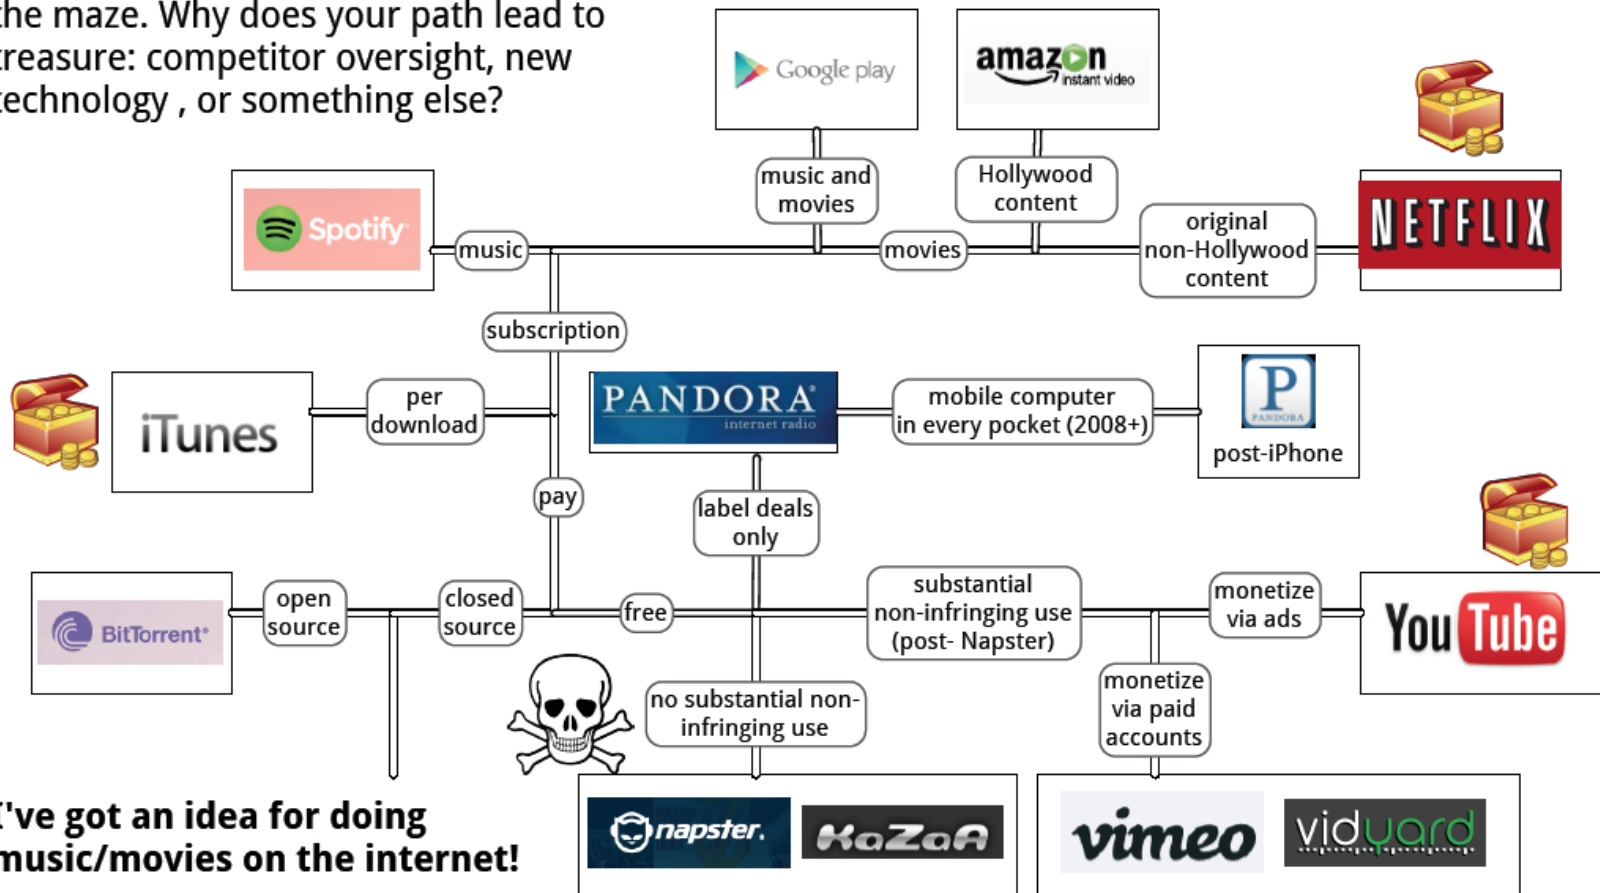 the maze. Why does your path lead to
treasure: competitor oversight, new
technology , or something else?
Google play
amazon
instant video
music and
movies
Hollywood
content
Spotify
music
movies
original
non-Hollywood
content
NETFLIX
subscription
iTunes
per
download
PANDORA®
internet radio
mobile computer
in every pocket (2008+)
P
PANDORA
post-iPhone
pay
label deals
only
BitTorrent®
open
source
closed
source
free
substantial
non-infringing use
(post- Napster)
monetize
via ads
YouTube
no substantial non-
infringing use
monetize
via paid
accounts
I've got an idea for doing
music/movies on the internet!
napster.
KaZaA
vimeo
vidyard